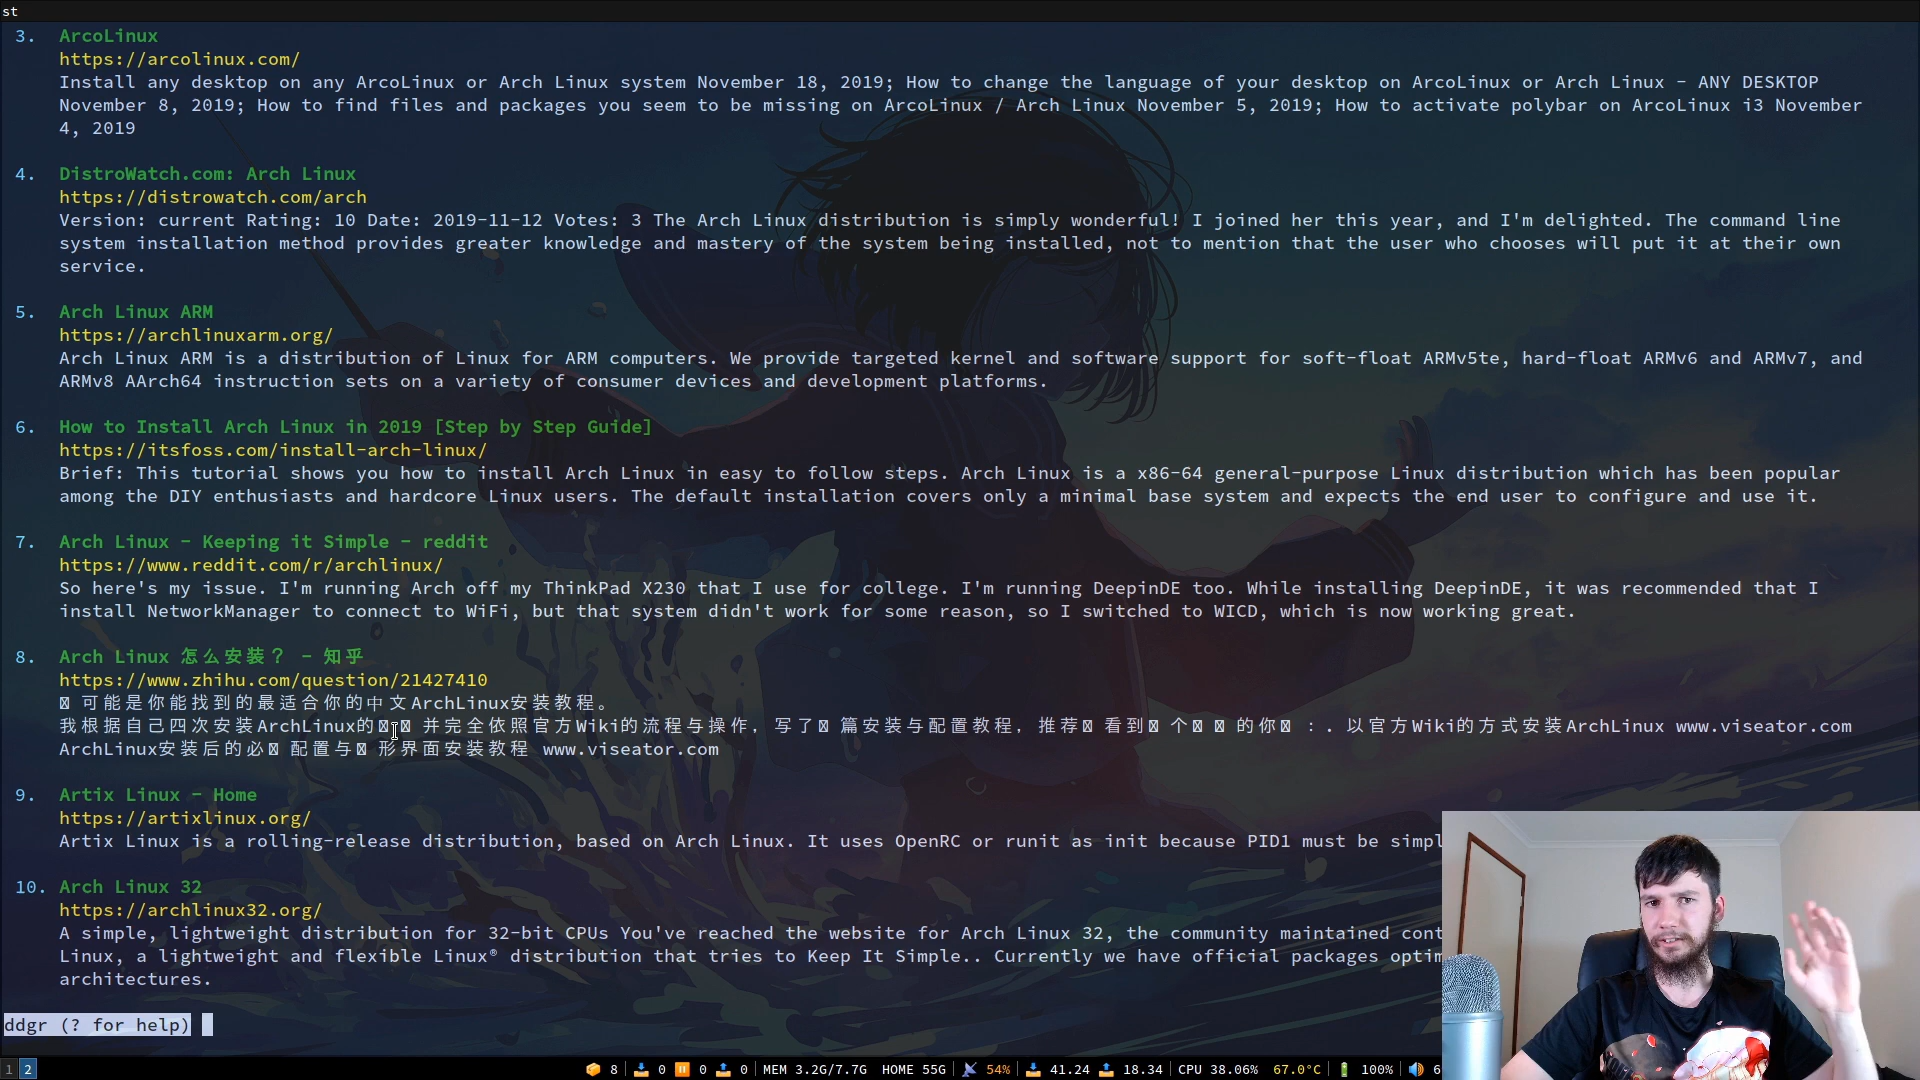 st
3. ArcoLinux
https://arcolinux.com/
Install any desktop on any ArcoLinux or Arch Linux system November 18, 2019; How to change the language of your desktop on ArcoLinux or Arch Linux - ANY DESKTOP
November 8, 2019; How to find files and packages you seem to be missing on ArcoLinux / Arch Linux November 5, 2019; How to activate polybar on ArcoLinux i3 November
4, 2019
4. DistroWatch.com: Arch Linux
https://distrowatch.com/arch
Version: current Rating: 10 Date: 2019-11-12 Votes: 3 The Arch Linux distribution is simply wonderful! I joined her this year, and I'm delighted. The command line
system installation method provides greater knowledge and mastery of the system being installed, not to mention that the user who chooses will put it at their own
service.
5. Arch Linux ARM
https://archlinuxarm.org/
Arch Linux ARM is a distribution of Linux for ARM computers. We provide targeted kernel and software support for soft-float ARMv5te, hard-float ARMv6 and ARMv7, and
ARMv8 AArch64 instruction sets on a variety of consumer devices and development platforms.
6. How to Install Arch Linux in 2019 [Step by Step Guide]
https://itsfoss.com/install-arch-linux/
Brief: This tutorial shows you how to install Arch Linux in easy to follow steps. Arch Linux is a x86-64 general-purpose Linux distribution which has been popular
among the DIY enthusiasts and hardcore Linux users. The default installation covers only a minimal base system and expects the end user to configure and use it.
7. Arch Linux - Keeping it Simple - reddit
https://www.reddit.com/r/archlinux/
So here's my issue. I'm running Arch off my ThinkPad X230 that I use for college. I'm running DeepinDE too. While installing DeepinDE, it was recommended that I
install NetworkManager to connect to WiFi, but that system didn't work for some reason, so I switched to WICD, which is now working great.
8. Arch Linux 怎么安装？ - 知乎
https://www.zhihu.com/question/21427410
可能是你能找到的最适合你的中文ArchLinux安装教程。
我根据自己四次安装ArchLinux的 并完全依照官方Wiki的流程与操作，写了 篇安装与配置教程，推荐 看到 个 的你 : . 以官方Wiki的方式安装ArchLinux www.viseator.com
ArchLinux安装后的必 配置与 形界面安装教程 www.viseator.com
9. Artix Linux - Home
https://artixlinux.org/
Artix Linux is a rolling-release distribution, based on Arch Linux. It uses OpenRC or runit as init because PID1 must be simpl
10. Arch Linux 32
https://archlinux32.org/
A simple, lightweight distribution for 32-bit CPUs You've reached the website for Arch Linux 32, the community maintained cont
Linux, a lightweight and flexible Linux® distribution that tries to Keep It Simple.. Currently we have official packages optim
architectures.
ddgr (? for help)
1 2 8 0 0 0 MEM 3.2G/7.7G HOME 55G 54% 41.24 18.34 CPU 38.06% 67.0°C 100% 6